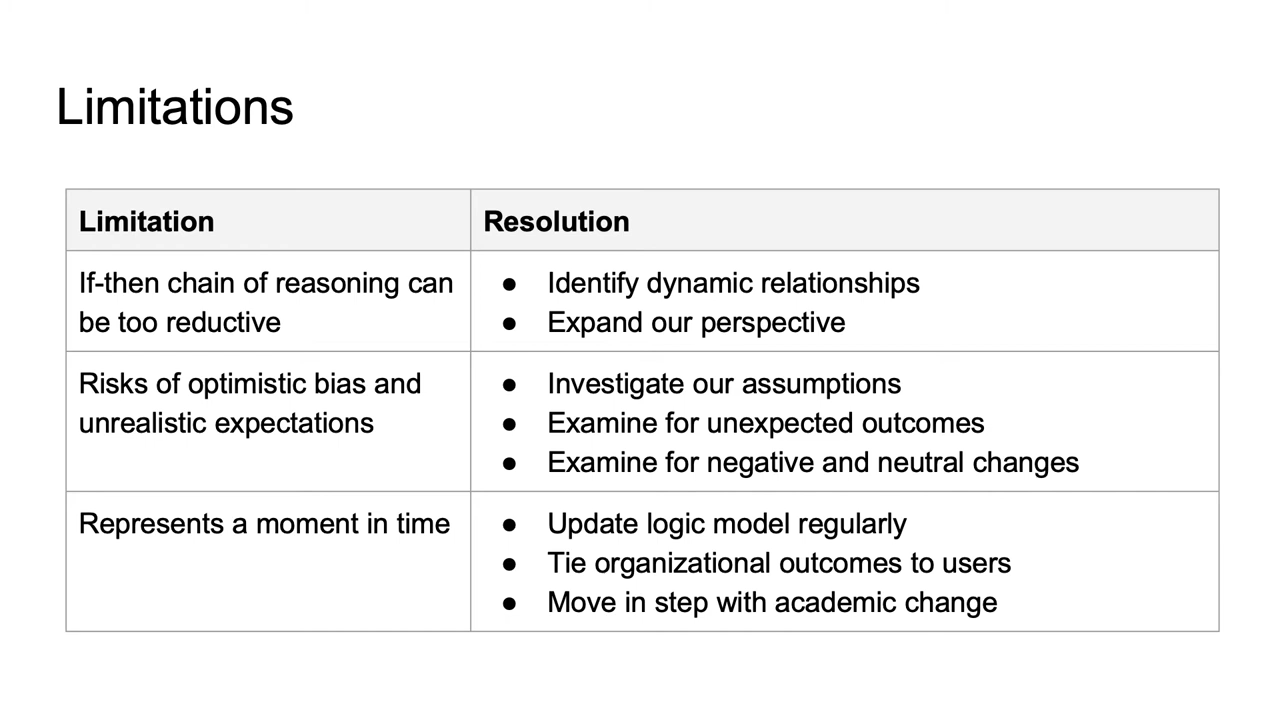 Limitations
Limitation
Resolution
If-then chain of reasoning can
be too reductive
● Identify dynamic relationships
● Expand our perspective
Risks of optimistic bias and
unrealistic expectations
● Investigate our assumptions
● Examine for unexpected outcomes
● Examine for negative and neutral changes
Represents a moment in time
● Update logic model regularly
● Tie organizational outcomes to users
● Move in step with academic change